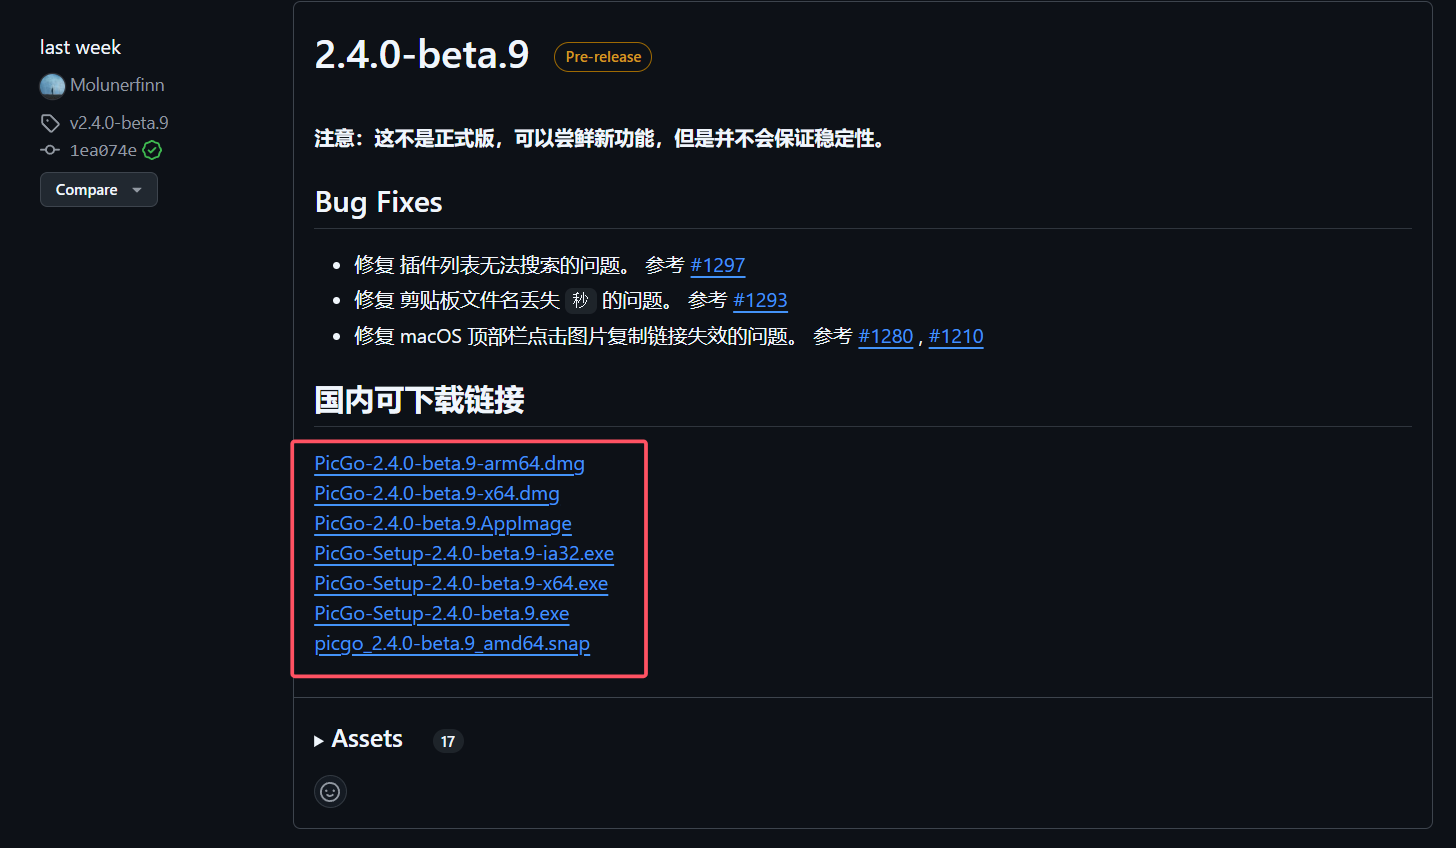 last week
Molunerfinn
v2.4.0-beta.9
1ea074e
Compare
2.4.0-beta.9 Pre-release
注意：这不是正式版，可以尝鲜新功能，但是并不会保证稳定性。
Bug Fixes
修复 插件列表无法搜索的问题。 参考 #1297
修复 剪贴板文件名丢失 秒 的问题。 参考 #1293
修复 macOS 顶部栏点击图片复制链接失效的问题。 参考 #1280 , #1210
国内可下载链接
PicGo-2.4.0-beta.9-arm64.dmg
PicGo-2.4.0-beta.9-x64.dmg
PicGo-2.4.0-beta.9.AppImage
PicGo-Setup-2.4.0-beta.9-ia32.exe
PicGo-Setup-2.4.0-beta.9-x64.exe
PicGo-Setup-2.4.0-beta.9.exe
picgo_2.4.0-beta.9_amd64.snap
Assets 17